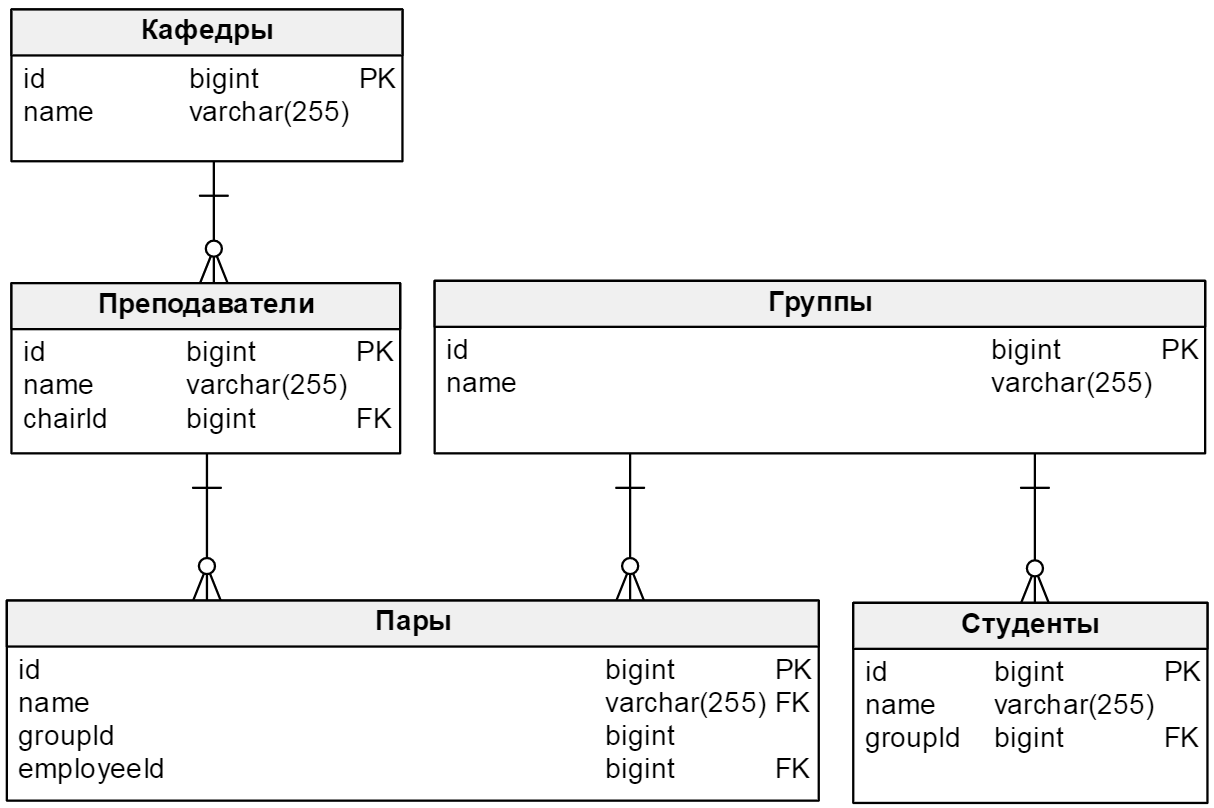 Кафедры
id bigint PK
name varchar(255)
Преподаватели
id bigint PK
name varchar(255)
chairId bigint FK
Группы
id bigint PK
name varchar(255)
Пары
id bigint PK
name varchar(255) FK
groupId bigint
employeeId bigint FK
Студенты
id bigint PK
name varchar(255)
groupId bigint FK